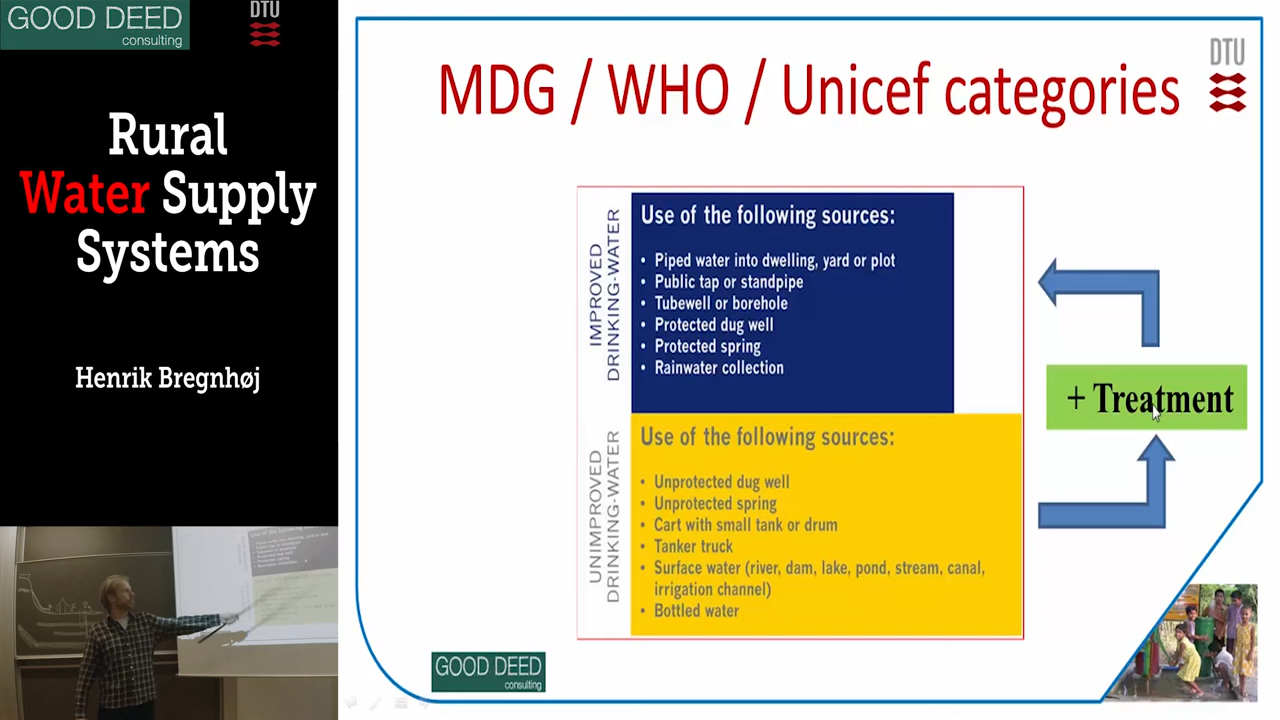 GOOD DEED
consulting
DTU
Rural
Water Supply
Systems
Henrik Bregnhøj
MDG / WHO / Unicef categories
DTU
IMPROVED
DRINKING-WATER
Use of the following sources:
• Piped water into dwelling, yard or plot
• Public tap or standpipe
• Tubewell or borehole
• Protected dug well
• Protected spring
• Rainwater collection
UNIMPROVED
DRINKING-WATER
Use of the following sources:
• Unprotected dug well
• Unprotected spring
• Cart with small tank or drum
• Tanker truck
• Surface water (river, dam, lake, pond, stream, canal,
irrigation channel)
• Bottled water
+ Treatment
GOOD DEED
consulting